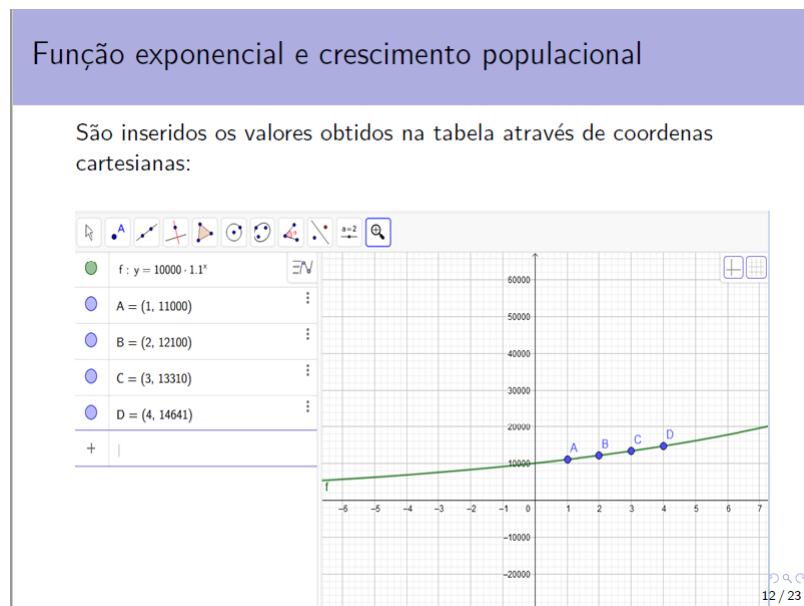 Função exponencial e crescimento populacional
São inseridos os valores obtidos na tabela através de coordenas
cartesianas:
A
a=2
f : y = 10000 · 1.1ˣ
A = (1, 11000)
B = (2, 12100)
C = (3, 13310)
D = (4, 14641)
+
60000
50000
40000
30000
20000
10000
A
B
C
D
f
-6 -5 -4 -3 -2 -1 0 1 2 3 4 5 6 7
-10000
-20000
12 / 23